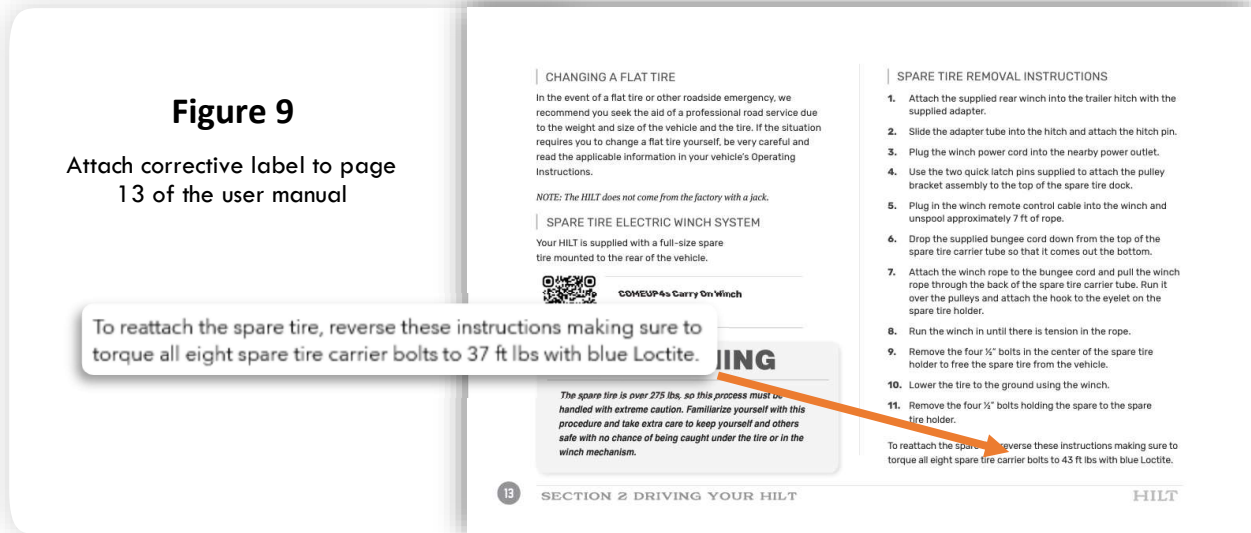 Figure 9
Attach corrective label to page
13 of the user manual
CHANGING A FLAT TIRE
In the event of a flat tire or other roadside emergency, we
recommend you seek the aid of a professional road service due
to the weight and size of the vehicle and the tire. If the situation
requires you to change a flat tire yourself, be very careful and
read the applicable information in your vehicle's Operating
Instructions.
NOTE: The HILT does not come from the factory with a jack.
SPARE TIRE ELECTRIC WINCH SYSTEM
Your HILT is supplied with a full-size spare
tire mounted to the rear of the vehicle.
COMEUP 4s Carry On Winch
To reattach the spare tire, reverse these instructions making sure to
torque all eight spare tire carrier bolts to 37 ft lbs with blue Loctite.
ING
The spare tire is over 275 lbs, so this process must be
handled with extreme caution. Familiarize yourself with this
procedure and take extra care to keep yourself and others
safe with no chance of being caught under the tire or in the
winch mechanism.
SPARE TIRE REMOVAL INSTRUCTIONS
1. Attach the supplied rear winch into the trailer hitch with the
supplied adapter.
2. Slide the adapter tube into the hitch and attach the hitch pin.
3. Plug the winch power cord into the nearby power outlet.
4. Use the two quick latch pins supplied to attach the pulley
bracket assembly to the top of the spare tire dock.
5. Plug in the winch remote control cable into the winch and
unspool approximately 7 ft of rope.
6. Drop the supplied bungee cord down from the top of the
spare tire carrier tube so that it comes out the bottom.
7. Attach the winch rope to the bungee cord and pull the winch
rope through the back of the spare tire carrier tube. Run it
over the pulleys and attach the hook to the eyelet on the
spare tire holder.
8. Run the winch in until there is tension in the rope.
9. Remove the four ½" bolts in the center of the spare tire
holder to free the spare tire from the vehicle.
10. Lower the tire to the ground using the winch.
11. Remove the four ½" bolts holding the spare to the spare
tire holder.
To reattach the spare reverse these instructions making sure to
torque all eight spare tire carrier bolts to 43 ft lbs with blue Loctite.
13 SECTION 2 DRIVING YOUR HILT
HILT